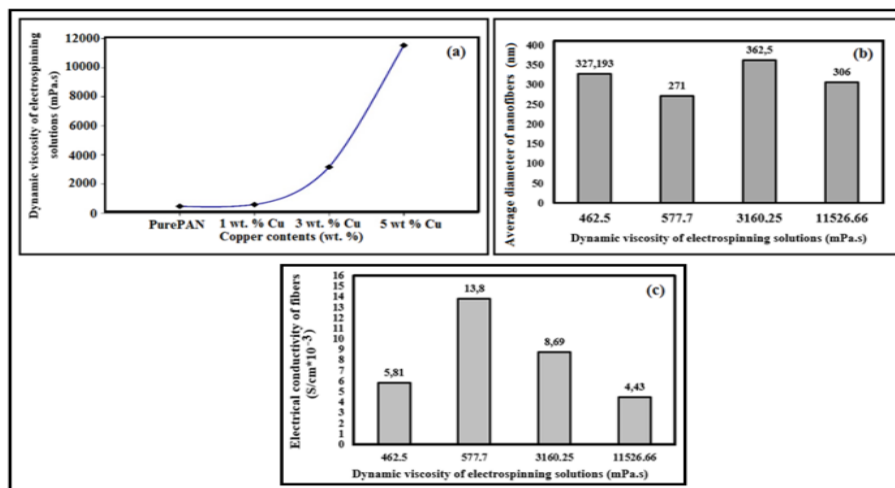 (a)
Dynamic viscosity of electrospinning
solutions (mPa.s)
12000
10000
8000
6000
4000
2000
0
PurePAN 1 wt. % Cu 3 wt. % Cu 5 wt % Cu
Copper contents (wt. %)
(b)
Average diameter of nanofibers (nm)
400
350
300
250
200
150
100
50
0
327,193
271
362,5
306
462.5 577.7 3160.25 11526.66
Dynamic viscosity of electrospinning solutions (mPa.s)
(c)
Electrical conductivity of fibers
(S/cm*10⁻³)
16
15
14
13
12
11
10
9
8
7
6
5
4
3
2
1
0
5,81
13,8
8,69
4,43
462.5 577.7 3160.25 11526.66
Dynamic viscosity of electrospinning solutions (mPa.s)